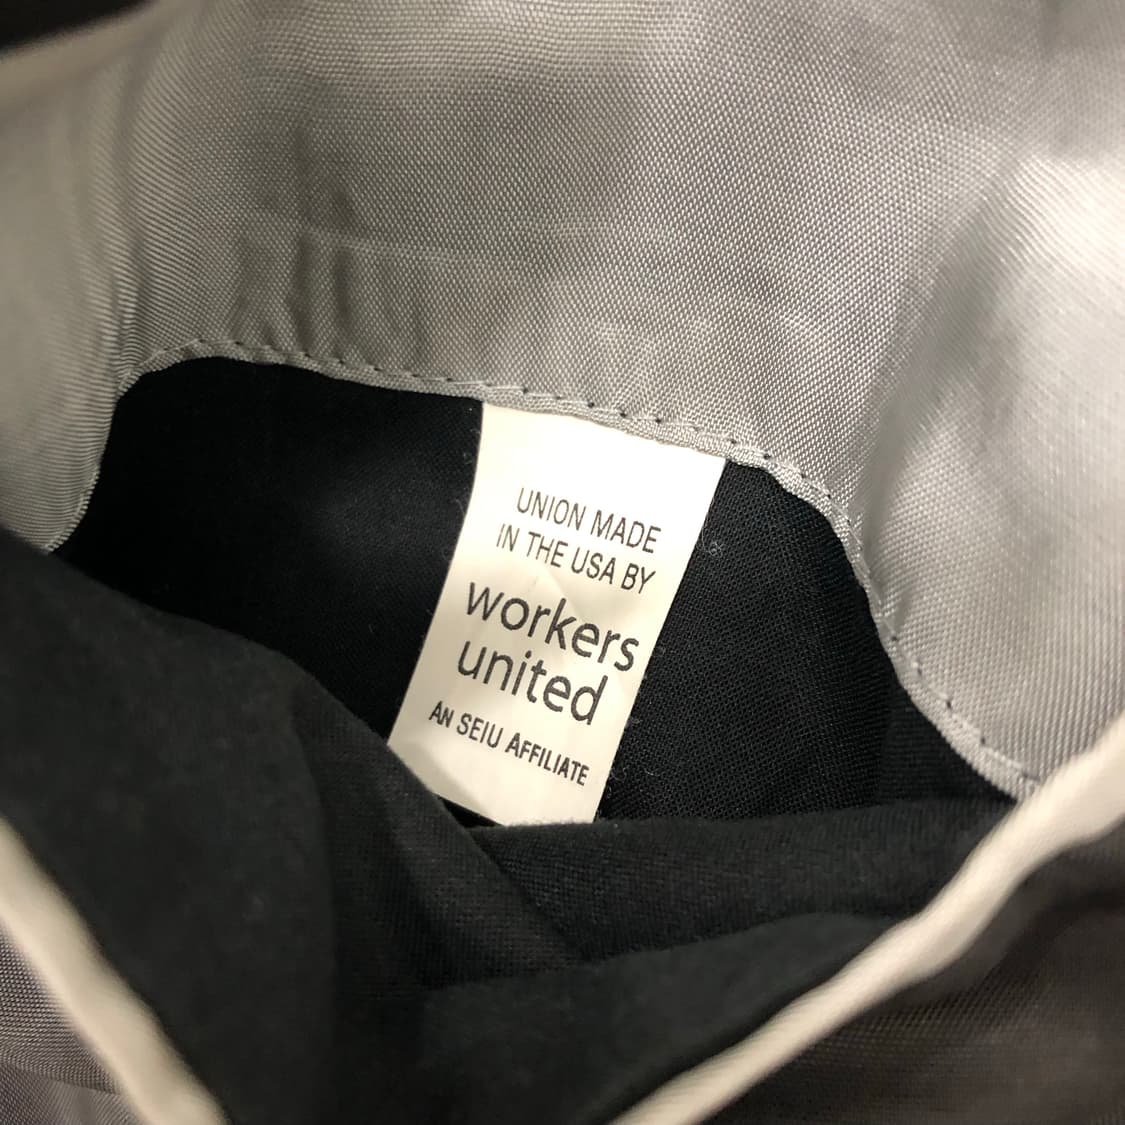 UNION MADE
IN THE USA BY
workers
united
AN SEIU AFFILIATE